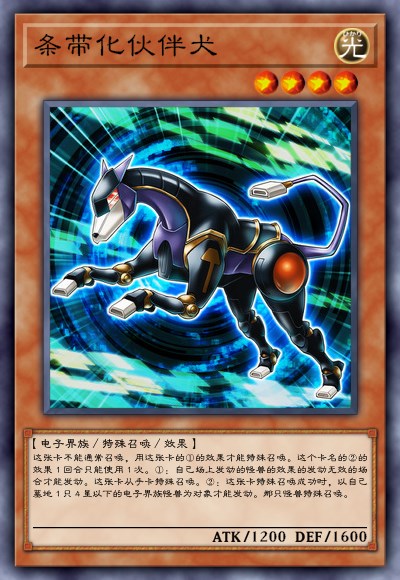 条带化伙伴犬
ひかり
光
【电子界族／特殊召唤／效果】
这张卡不能通常召唤，用这张卡的①的效果才能特殊召唤。这个卡名的②的
效果1回合只能使用1次。①：自己场上发动的怪兽的效果的发动无效的场
合才能发动。这张卡从手卡特殊召唤。②：这张卡特殊召唤成功时，以自己
墓地1只4星以下的电子界族怪兽为对象才能发动。那只怪兽特殊召唤。
ATK/1200 DEF/1600